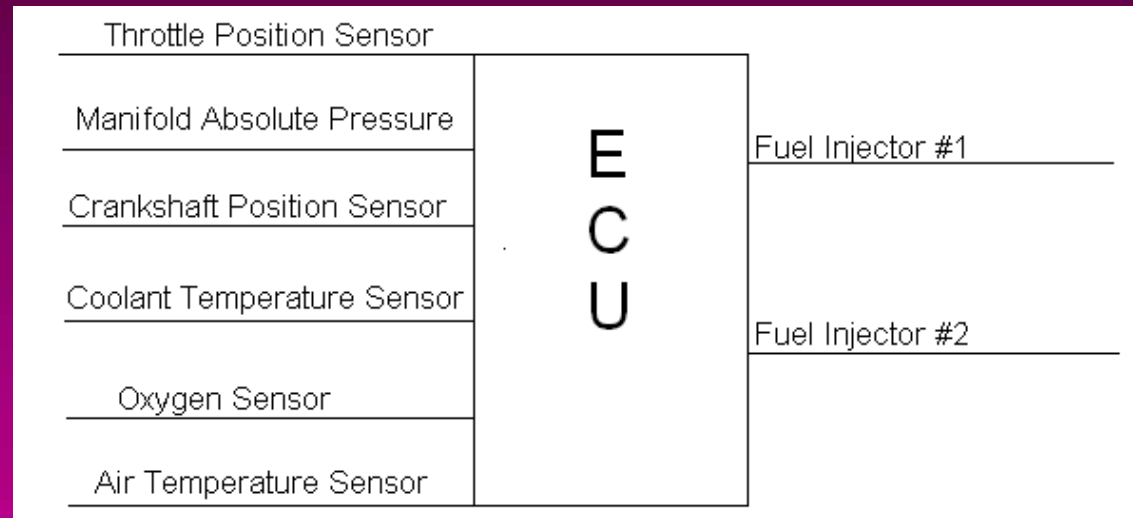 Throttle Position Sensor
Manifold Absolute Pressure
Crankshaft Position Sensor
Coolant Temperature Sensor
Oxygen Sensor
Air Temperature Sensor
E
C
U
Fuel Injector #1
Fuel Injector #2